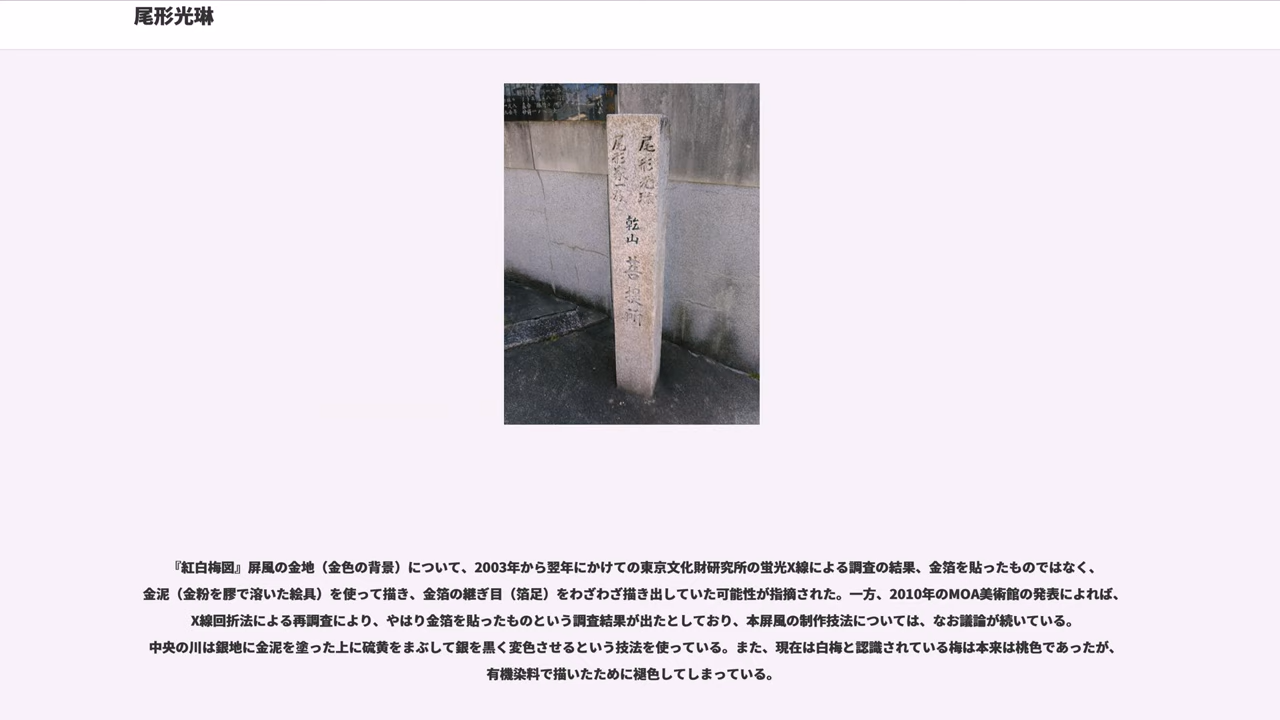 尾形光琳
尾形光琳
乾山
尾形家一族
菩提所
『紅白梅図』屏風の金地（金色の背景）について、2003年から翌年にかけての東京文化財研究所の蛍光X線による調査の結果、金箔を貼ったものではなく、
金泥（金粉を膠で溶いた絵具）を使って描き、金箔の継ぎ目（箔足）をわざわざ描き出していた可能性が指摘された。一方、2010年のMOA美術館の発表によれば、
X線回折法による再調査により、やはり金箔を貼ったものという調査結果が出たとしており、本屏風の制作技法については、なお議論が続いている。
中央の川は銀地に金泥を塗った上に硫黄をまぶして銀を黒く変色させるという技法を使っている。また、現在は白梅と認識されている梅は本来は桃色であったが、
有機染料で描いたために褪色してしまっている。